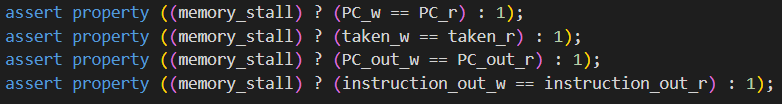 assert property ((memory_stall) ? (PC_w == PC_r) : 1);
assert property ((memory_stall) ? (taken_w == taken_r) : 1);
assert property ((memory_stall) ? (PC_out_w == PC_out_r) : 1);
assert property ((memory_stall) ? (instruction_out_w == instruction_out_r) : 1);